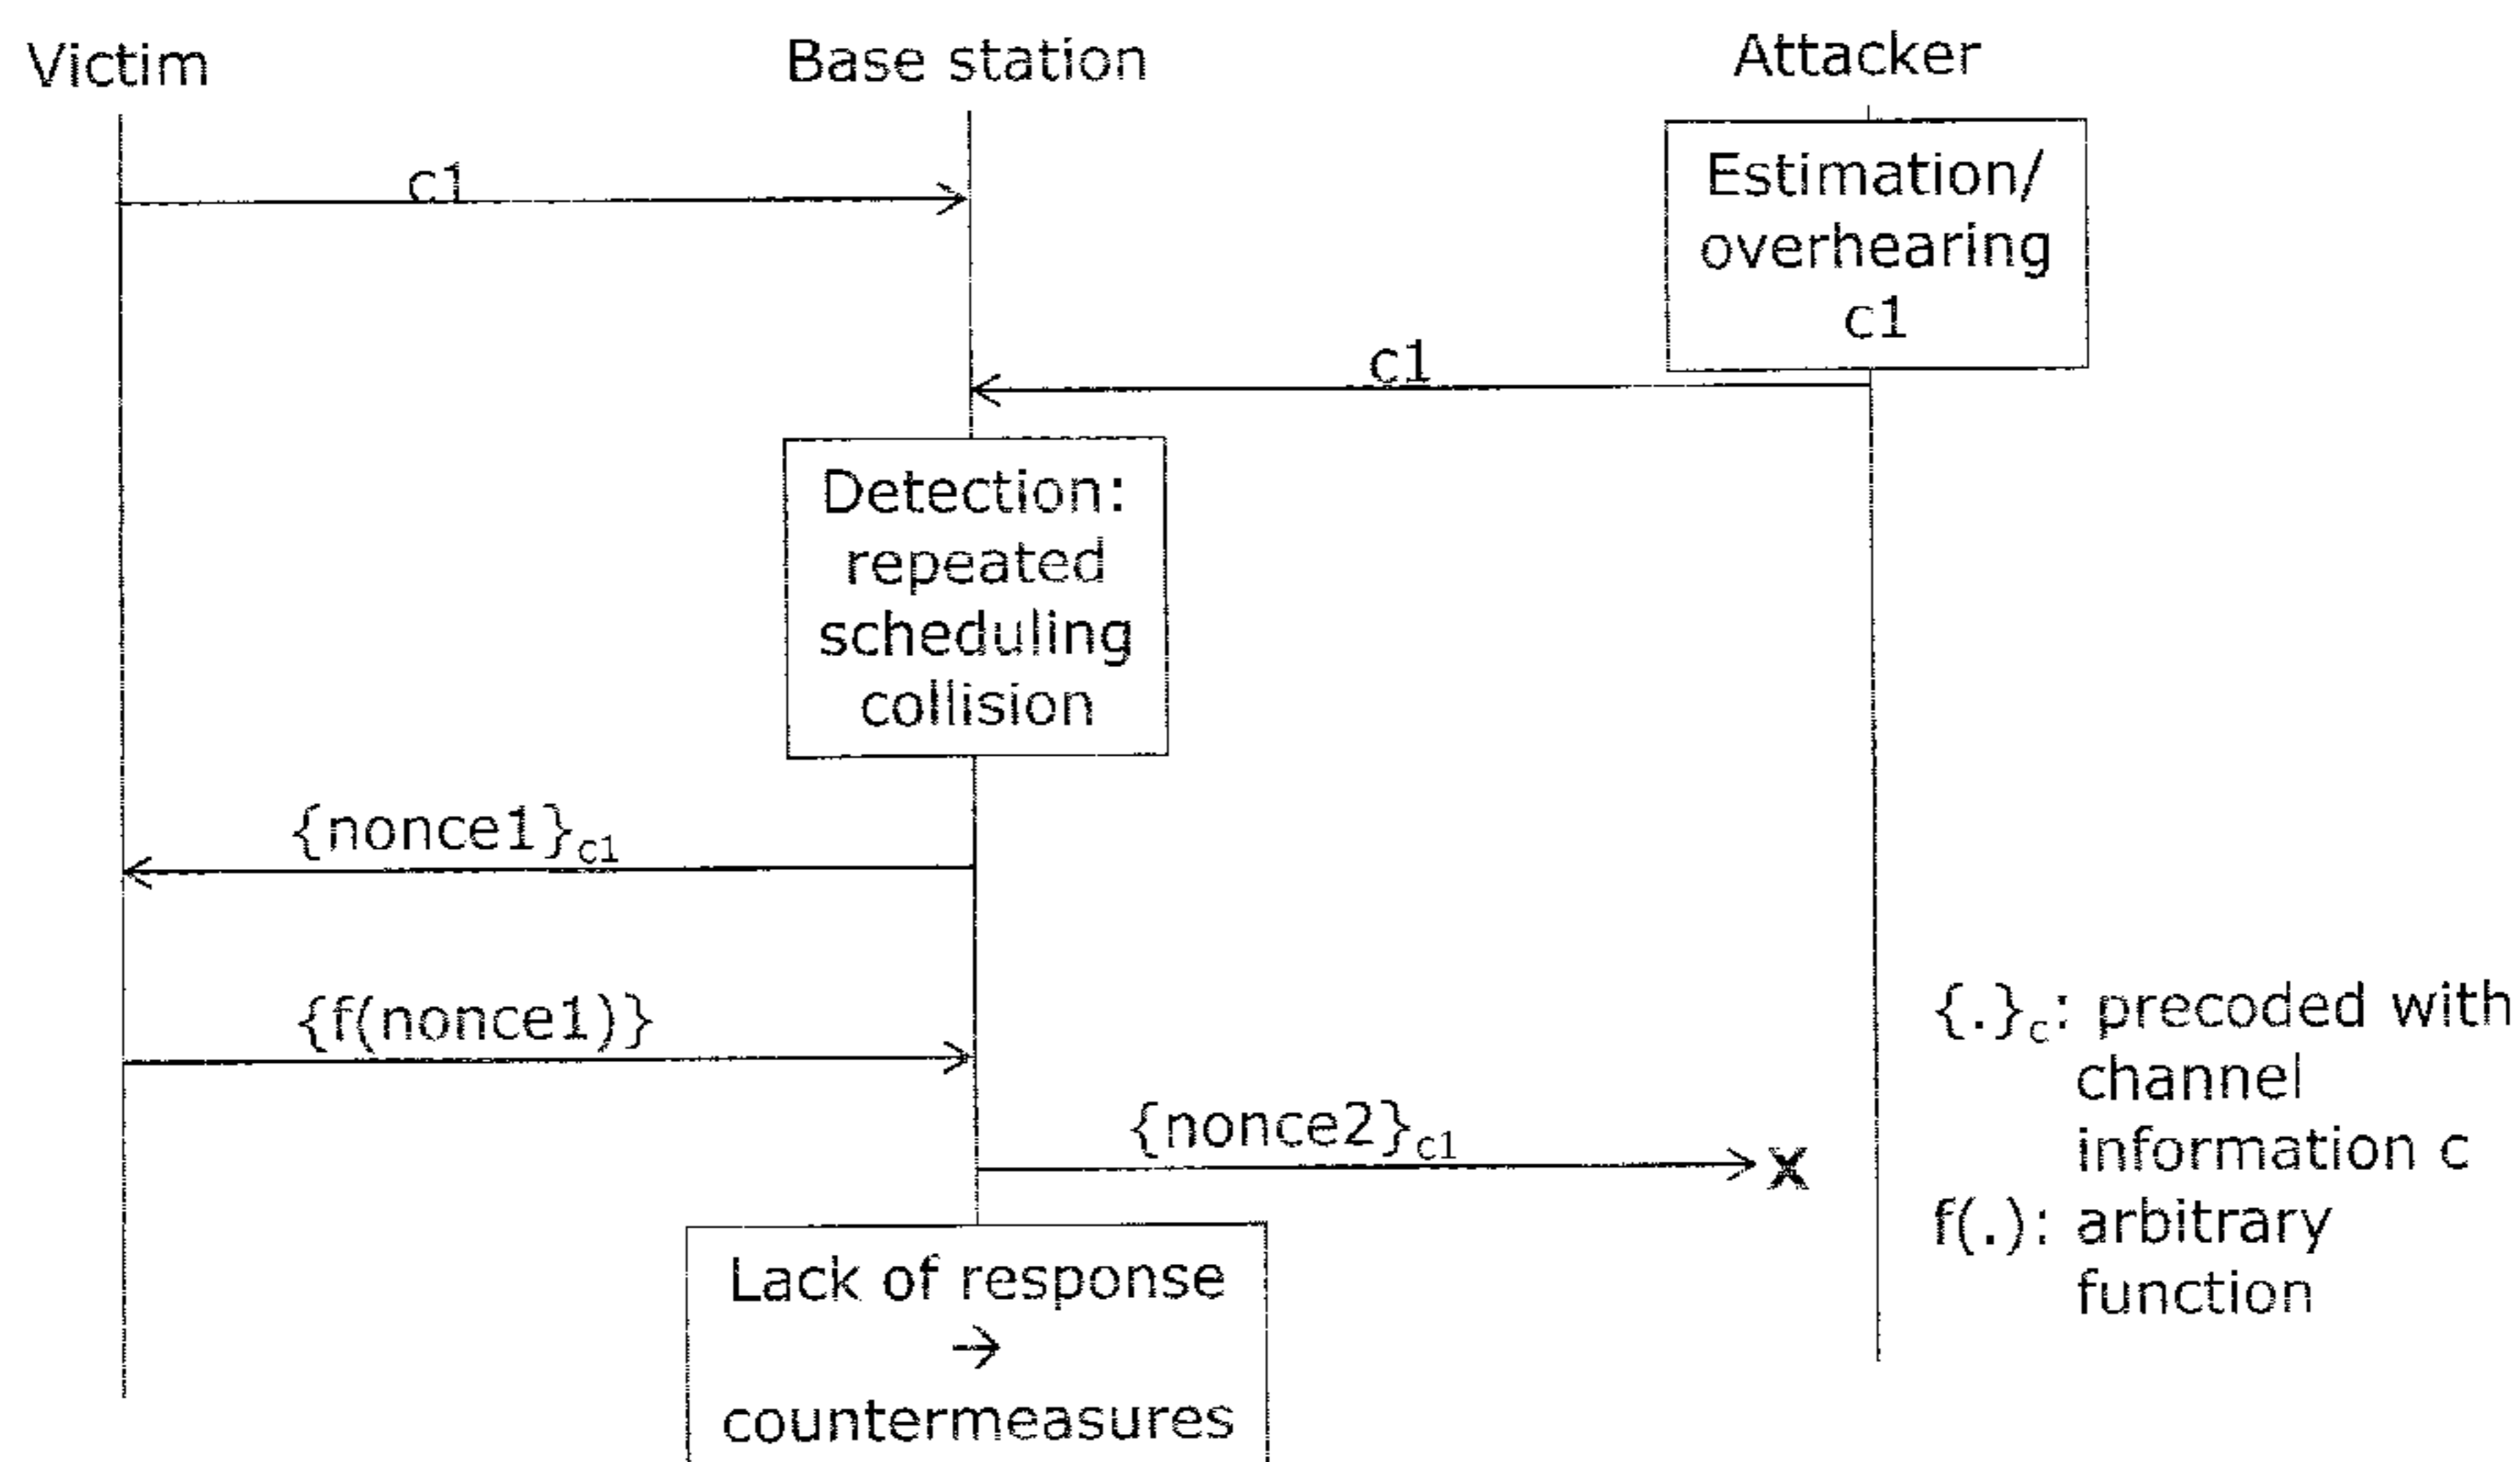 Victim
Base station
Attacker
c1
Estimation/
overhearing
c1
c1
Detection:
repeated
scheduling
collision
{nonce1}c1
{f(nonce1)}
{nonce2}c1
X
Lack of response
→
countermeasures
{.}c: precoded with
channel
information c
f(.): arbitrary
function